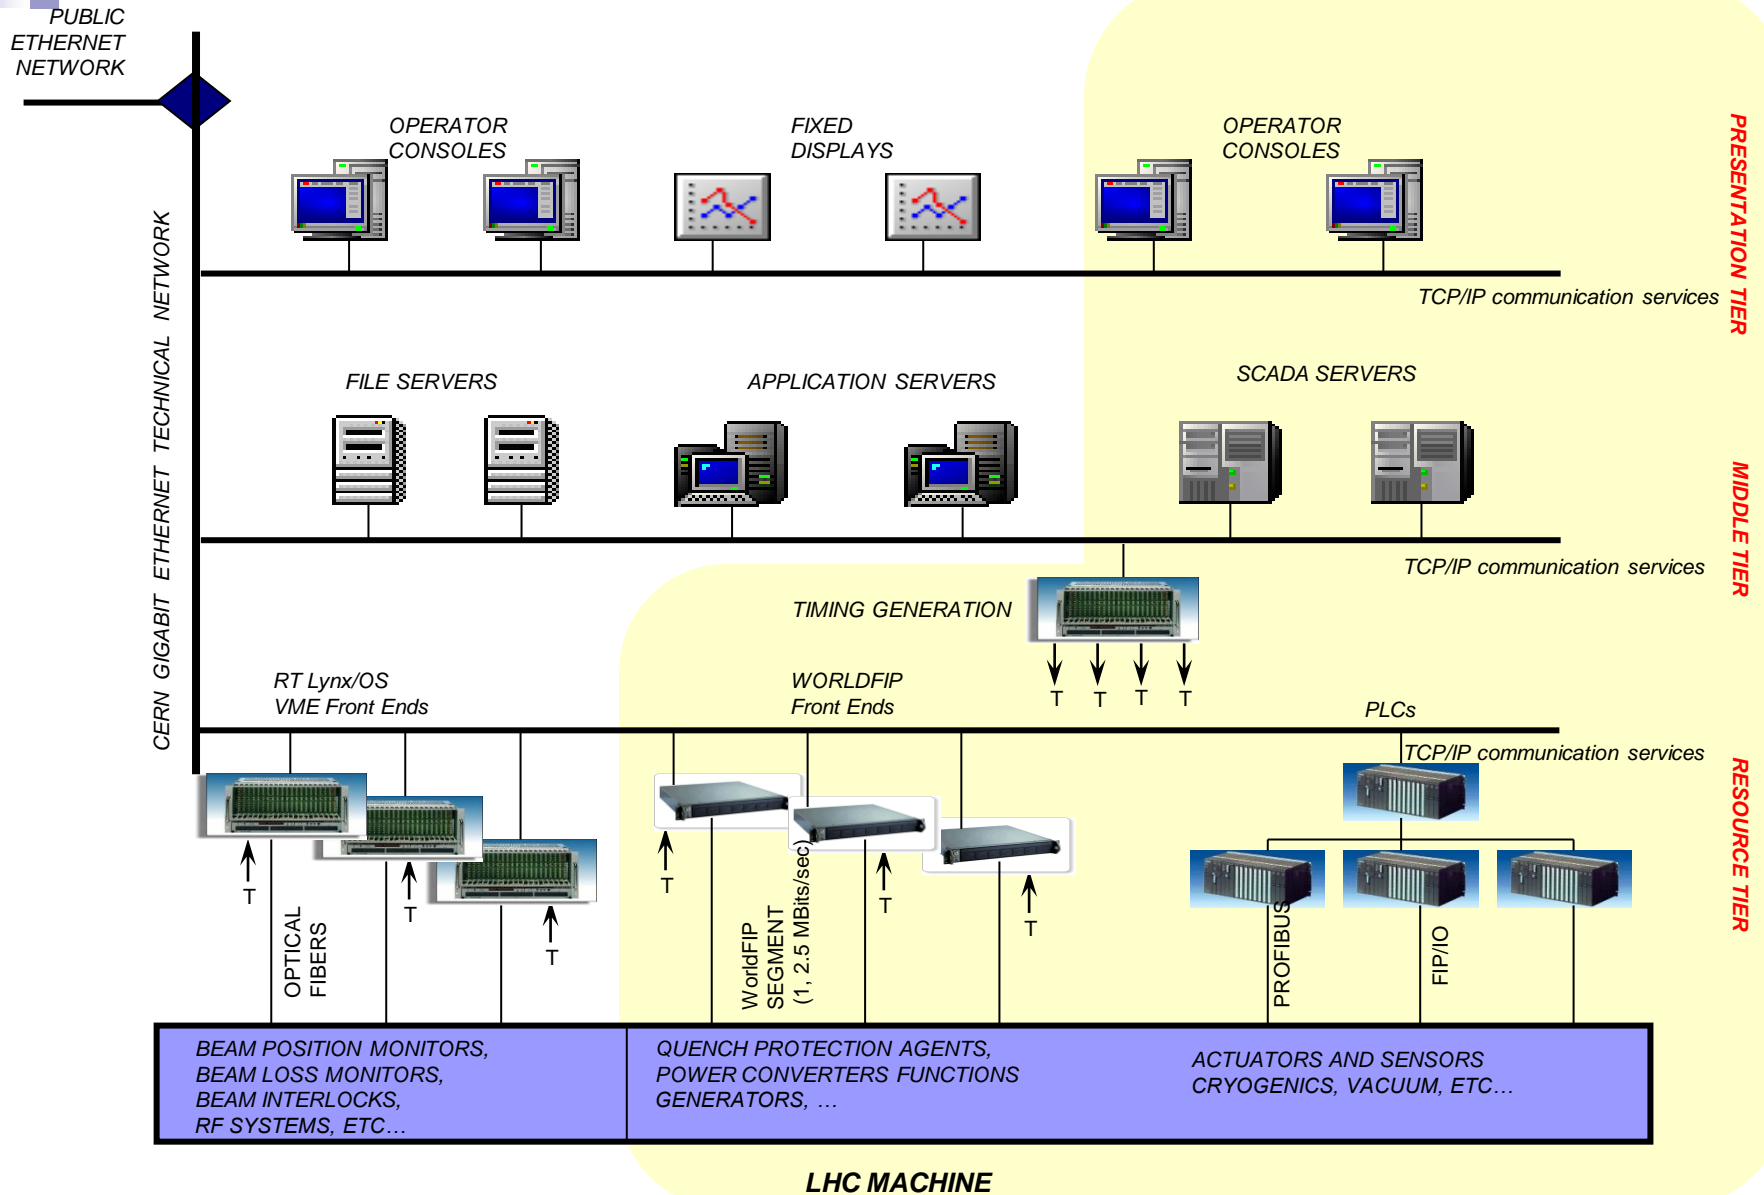 PUBLIC
ETHERNET
NETWORK
OPERATOR
CONSOLES
FIXED
DISPLAYS
OPERATOR
CONSOLES
PRESENTATION TIER
TCP/IP communication services
CERN GIGABIT ETHERNET TECHNICAL NETWORK
FILE SERVERS
APPLICATION SERVERS
SCADA SERVERS
MIDDLE TIER
TCP/IP communication services
TIMING GENERATION
T
T
T
T
RT Lynx/OS
VME Front Ends
WORLDFIP
Front Ends
PLCs
TCP/IP communication services
RESOURCE TIER
T
T
T
T
T
T
OPTICAL
FIBERS
WorldFIP
SEGMENT
(1, 2.5 MBits/sec)
PROFIBUS
FIP/IO
BEAM POSITION MONITORS,
BEAM LOSS MONITORS,
BEAM INTERLOCKS,
RF SYSTEMS, ETC…
QUENCH PROTECTION AGENTS,
POWER CONVERTERS FUNCTIONS
GENERATORS, …
ACTUATORS AND SENSORS
CRYOGENICS, VACUUM, ETC…
LHC MACHINE